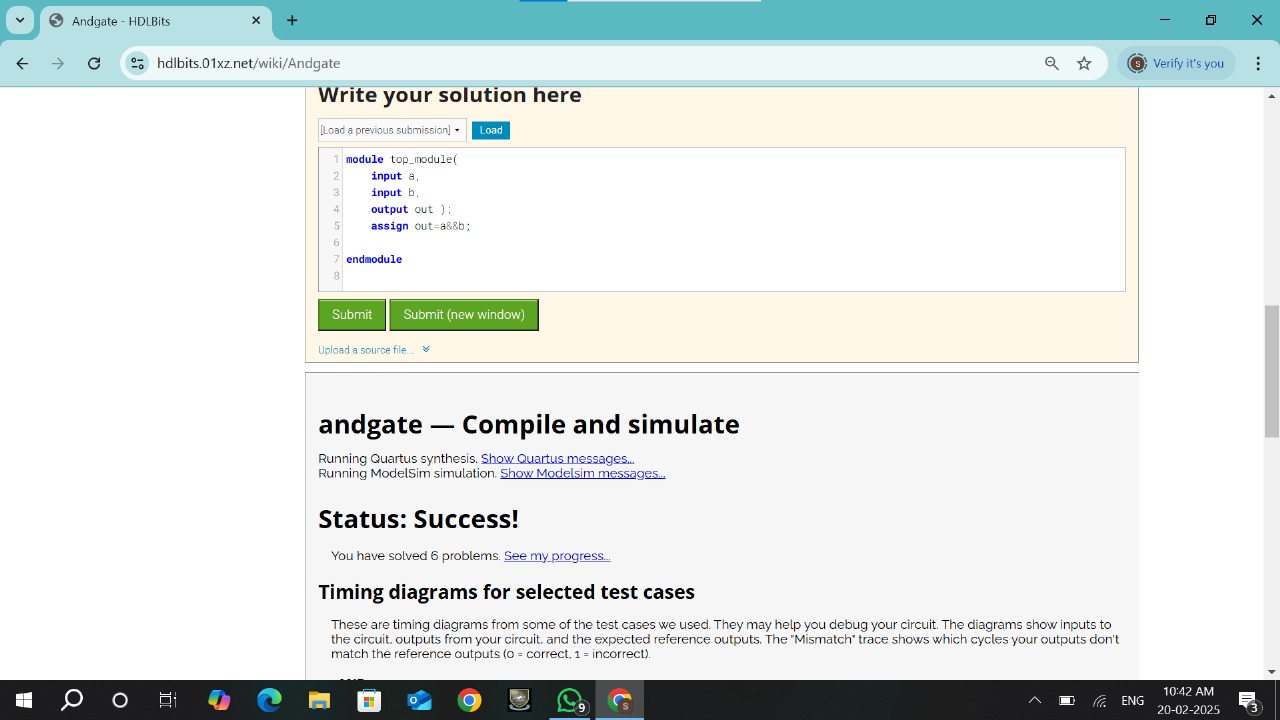 Andgate - HDLBits
hdlbits.01xz.net/wiki/Andgate
Verify it's you
Write your solution here
[Load a previous submission] Load
1 module top_module(
2 input a,
3 input b,
4 output out );
5 assign out=a&&b;
6
7 endmodule
8
Submit Submit (new window)
Upload a source file...
andgate — Compile and simulate
Running Quartus synthesis. Show Quartus messages...
Running ModelSim simulation. Show Modelsim messages...
Status: Success!
You have solved 6 problems. See my progress...
Timing diagrams for selected test cases
These are timing diagrams from some of the test cases we used. They may help you debug your circuit. The diagrams show inputs to
the circuit, outputs from your circuit, and the expected reference outputs. The "Mismatch" trace shows which cycles your outputs don't
match the reference outputs (0 = correct, 1 = incorrect).
9
S
ENG
10:42 AM
20-02-2025
3